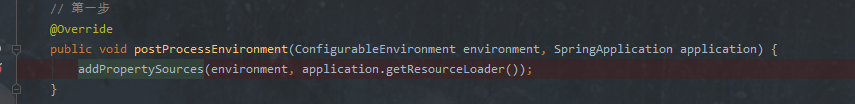 // 第一步
@Override
public void postProcessEnvironment(ConfigurableEnvironment environment, SpringApplication application) {
addPropertySources(environment, application.getResourceLoader());
}